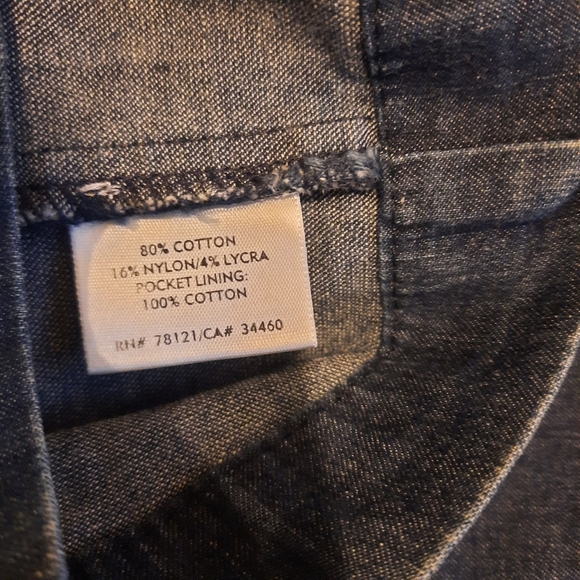 80% COTTON
16% NYLON/4% LYCRA
POCKET LINING:
100% COTTON
RN# 78121/CA# 34460